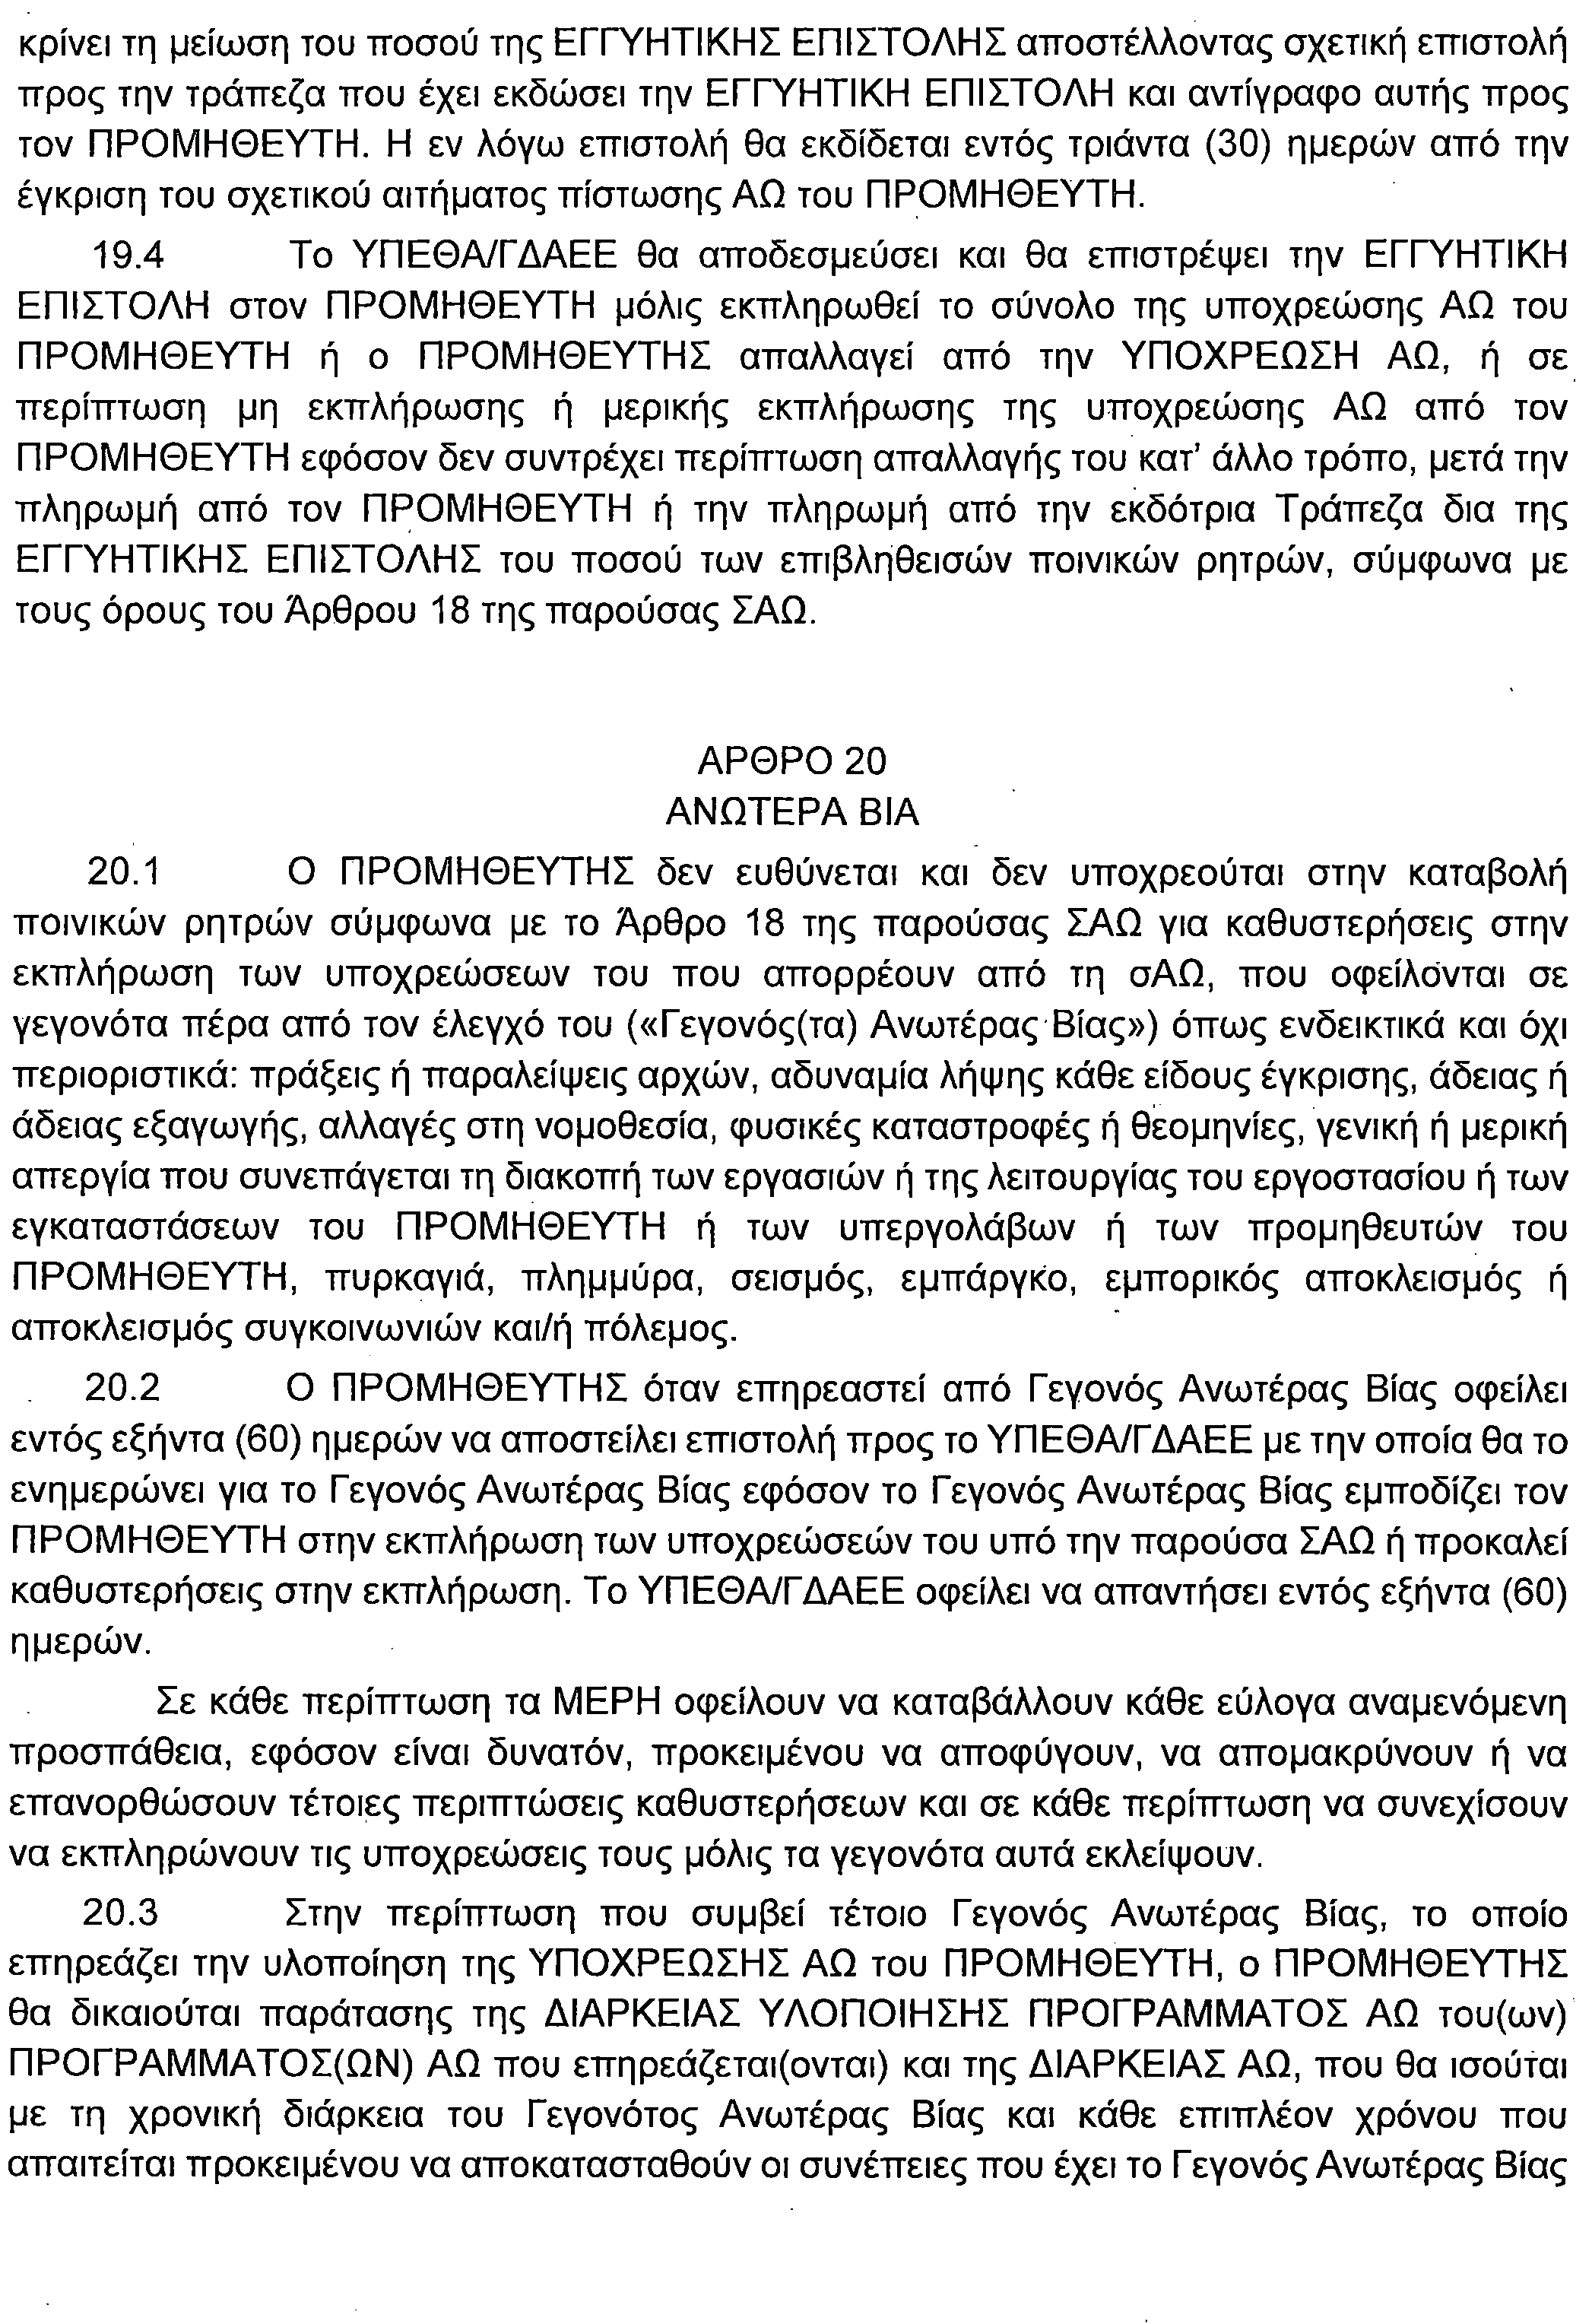 κρίνει τη μείωση του ποσού της ΕΓΓΥΗΤΙΚΗΣ ΕΠΙΣΤΟΛΗΣ αποστέλλοντας σχετική επιστολή
προς την τράπεζα που έχει εκδώσει την ΕΓΓΥΗΤΙΚΗ ΕΠΙΣΤΟΛΗ και αντίγραφο αυτής προς
τον ΠΡΟΜΗΘΕΥΤΗ. Η εν λόγω επιστολή θα εκδίδεται εντός τριάντα (30) ημερών από την
έγκριση του σχετικού αιτήματος πίστωσης ΑΩ του ΠΡΟΜΗΘΕΥΤΗ.
19.4 Το ΥΠΕΘΑ/ΓΔΑΕΕ θα αποδεσμεύσει και θα επιστρέψει την ΕΓΓΥΗΤΙΚΗ
ΕΠΙΣΤΟΛΗ στον ΠΡΟΜΗΘΕΥΤΗ μόλις εκπληρωθεί το σύνολο της υποχρεώσης ΑΩ του
ΠΡΟΜΗΘΕΥΤΗ ή ο ΠΡΟΜΗΘΕΥΤΗΣ απαλλαγεί από την ΥΠΟΧΡΕΩΣΗ ΑΩ, ή σε
περίπτωση μη εκπλήρωσης ή μερικής εκπλήρωσης της υποχρεώσης ΑΩ από τον
ΠΡΟΜΗΘΕΥΤΗ εφόσον δεν συντρέχει περίπτωση απαλλαγής του κατ’ άλλο τρόπο, μετά την
πληρωμή από τον ΠΡΟΜΗΘΕΥΤΗ ή την πληρωμή από την εκδότρια Τράπεζα δια της
ΕΓΓΥΗΤΙΚΗΣ ΕΠΙΣΤΟΛΗΣ του ποσού των επιβληθεισών ποινικών ρητρών, σύμφωνα με
τους όρους του Άρθρου 18 της παρούσας ΣΑΩ.
ΑΡΘΡΟ 20
ΑΝΩΤΕΡΑ ΒΙΑ
20.1 Ο ΠΡΟΜΗΘΕΥΤΗΣ δεν ευθύνεται και δεν υποχρεούται στην καταβολή
ποινικών ρητρών σύμφωνα με το Άρθρο 18 της παρούσας ΣΑΩ για καθυστερήσεις στην
εκπλήρωση των υποχρεώσεων του που απορρέουν από τη σΑΩ, που οφείλονται σε
γεγονότα πέρα από τον έλεγχό του («Γεγονός(τα) Ανωτέρας Βίας») όπως ενδεικτικά και όχι
περιοριστικά: πράξεις ή παραλείψεις αρχών, αδυναμία λήψης κάθε είδους έγκρισης, άδειας ή
άδειας εξαγωγής, αλλαγές στη νομοθεσία, φυσικές καταστροφές ή θεομηνίες, γενική ή μερική
απεργία που συνεπάγεται τη διακοπή των εργασιών ή της λειτουργίας του εργοστασίου ή των
εγκαταστάσεων του ΠΡΟΜΗΘΕΥΤΗ ή των υπεργολάβων ή των προμηθευτών του
ΠΡΟΜΗΘΕΥΤΗ, πυρκαγιά, πλημμύρα, σεισμός, εμπάργκο, εμπορικός αποκλεισμός ή
αποκλεισμός συγκοινωνιών και/ή πόλεμος.
20.2 Ο ΠΡΟΜΗΘΕΥΤΗΣ όταν επηρεαστεί από Γεγονός Ανωτέρας Βίας οφείλει
εντός εξήντα (60) ημερών να αποστείλει επιστολή προς το ΥΠΕΘΑ/ΓΔΑΕΕ με την οποία θα το
ενημερώνει για το Γεγονός Ανωτέρας Βίας εφόσον το Γεγονός Ανωτέρας Βίας εμποδίζει τον
ΠΡΟΜΗΘΕΥΤΗ στην εκπλήρωση των υποχρεώσεών του υπό την παρούσα ΣΑΩ ή προκαλεί
καθυστερήσεις στην εκπλήρωση. Το ΥΠΕΘΑ/ΓΔΑΕΕ οφείλει να απαντήσει εντός εξήντα (60)
ημερών.
Σε κάθε περίπτωση τα ΜΕΡΗ οφείλουν να καταβάλλουν κάθε εύλογα αναμενόμενη
προσπάθεια, εφόσον είναι δυνατόν, προκειμένου να αποφύγουν, να απομακρύνουν ή να
επανορθώσουν τέτοιες περιπτώσεις καθυστερήσεων και σε κάθε περίπτωση να συνεχίσουν
να εκπληρώνουν τις υποχρεώσεις τους μόλις τα γεγονότα αυτά εκλείψουν.
20.3 Στην περίπτωση που συμβεί τέτοιο Γεγονός Ανωτέρας Βίας, το οποίο
επηρεάζει την υλοποίηση της ΥΠΟΧΡΕΩΣΗΣ ΑΩ του ΠΡΟΜΗΘΕΥΤΗ, ο ΠΡΟΜΗΘΕΥΤΗΣ
θα δικαιούται παράτασης της ΔΙΑΡΚΕΙΑΣ ΥΛΟΠΟΙΗΣΗΣ ΠΡΟΓΡΑΜΜΑΤΟΣ ΑΩ του(ων)
ΠΡΟΓΡΑΜΜΑΤΟΣ(ΩΝ) ΑΩ που επηρεάζεται(ονται) και της ΔΙΑΡΚΕΙΑΣ ΑΩ, που θα ισούται
με τη χρονική διάρκεια του Γεγονότος Ανωτέρας Βίας και κάθε επιπλέον χρόνου που
απαιτείται προκειμένου να αποκατασταθούν οι συνέπειες που έχει το Γεγονός Ανωτέρας Βίας